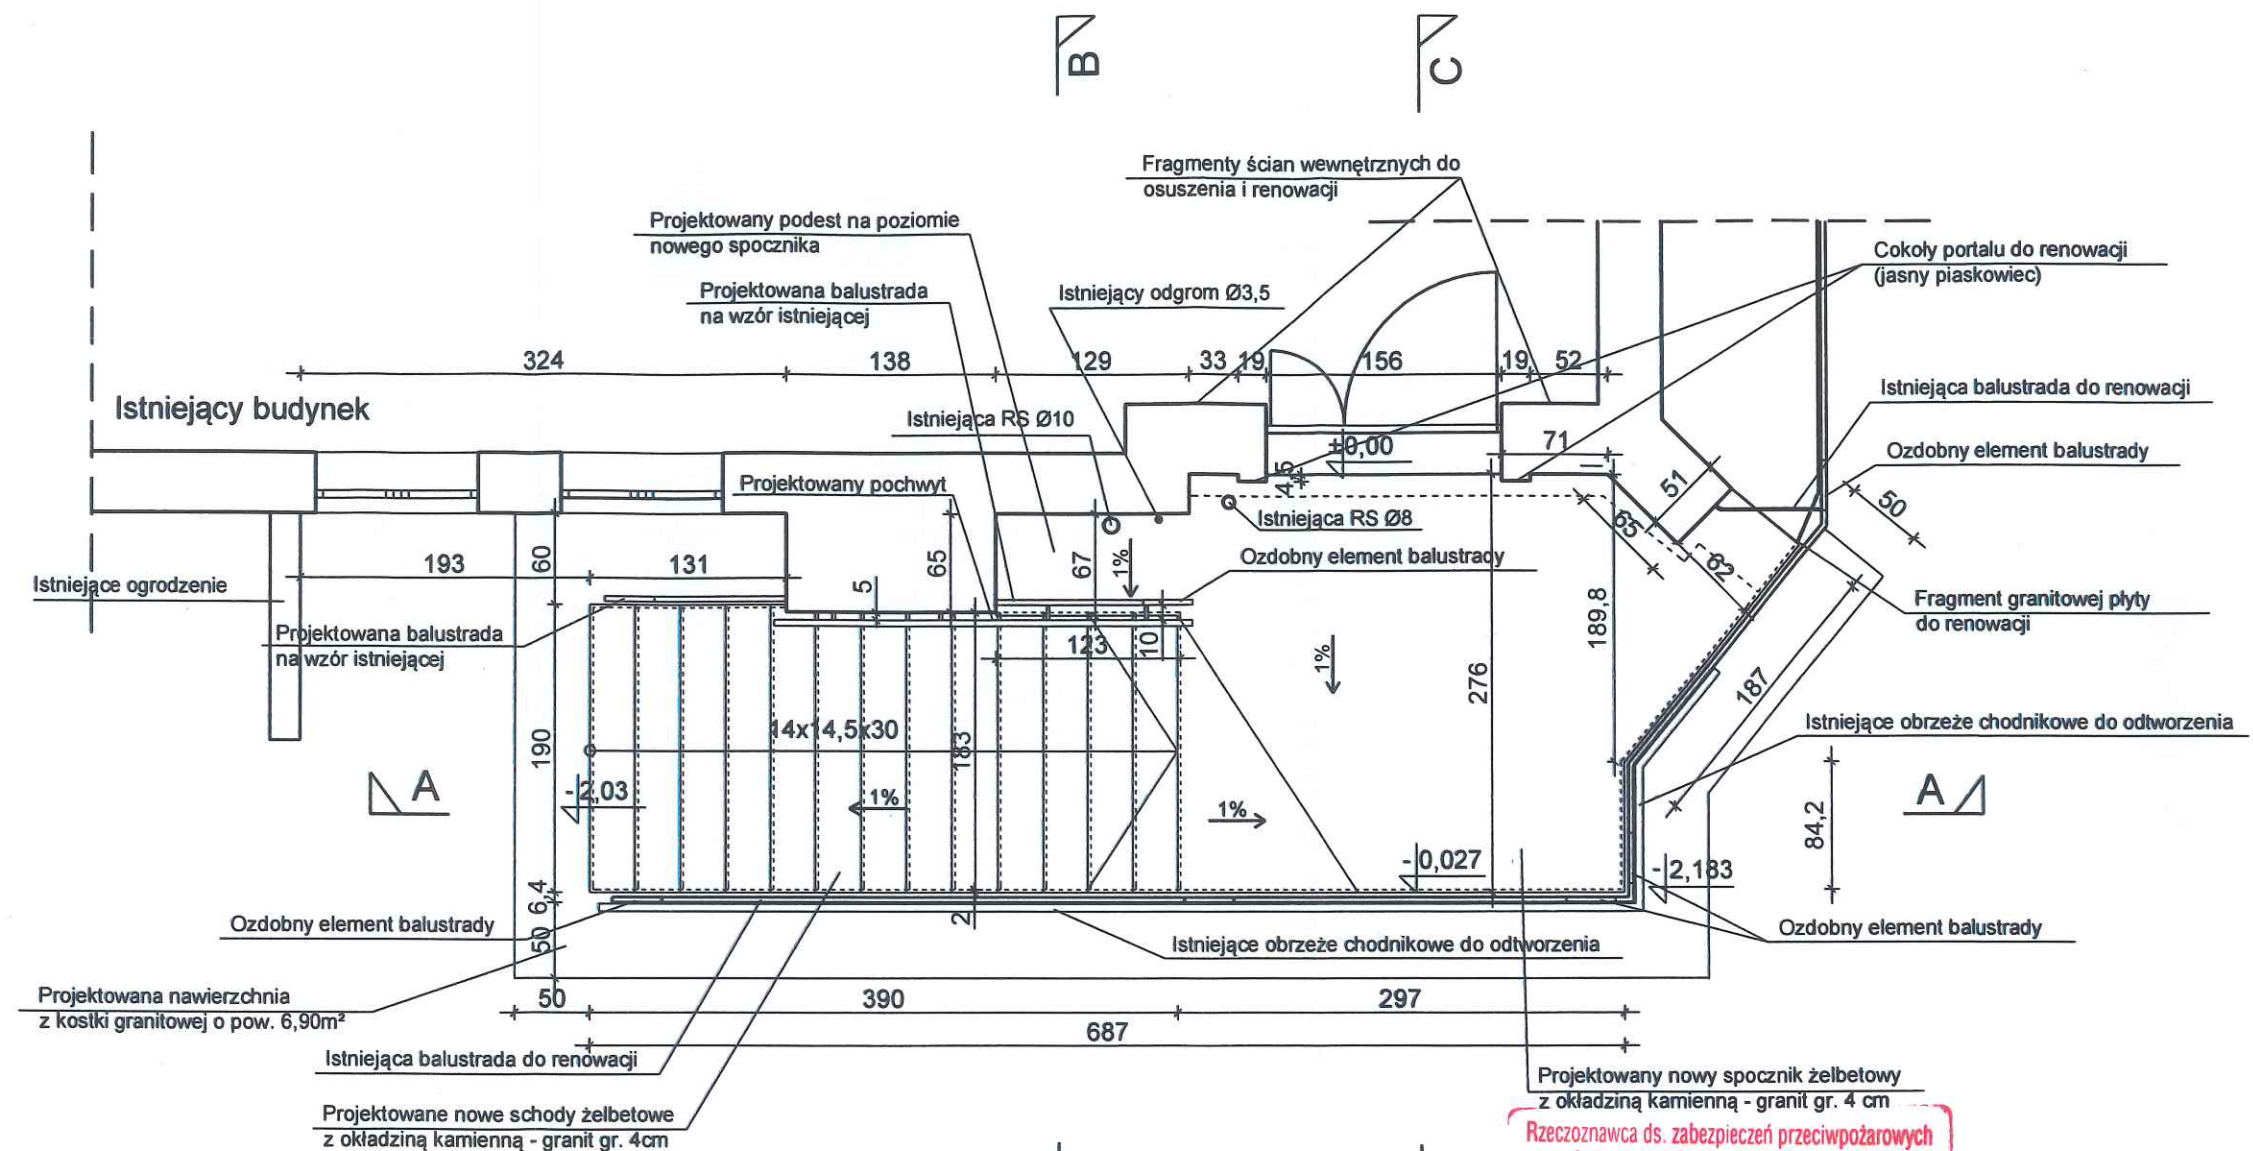 B
C
Fragmenty ścian wewnętrznych do
osuszenia i renowacji
Projektowany podest na poziomie
nowego spocznika
Cokoły portalu do renowacji
(jasny piaskowiec)
Projektowana balustrada
na wzór istniejącej
Istniejący odgrom Ø3,5
324
138
129
33
19
156
19
52
Istniejąca balustrada do renowacji
Istniejący budynek
Istniejąca RS Ø10
±0,00
71
Ozdobny element balustrady
Projektowany pochwyt
4,5
51
50
Istniejąca RS Ø8
65
193
131
60
5
65
67
1%
Ozdobny element balustrady
62
Istniejące ogrodzenie
Fragment granitowej płyty
do renowacji
Projektowana balustrada
na wzór istniejącej
123
10
1%
189,8
276
187
14x14,5x30
183
190
Istniejące obrzeże chodnikowe do odtworzenia
A
-2,03
1%
1%
A
84,2
-0,027
-2,183
6,4
2
50
Ozdobny element balustrady
Istniejące obrzeże chodnikowe do odtworzenia
Ozdobny element balustrady
Projektowana nawierzchnia
z kostki granitowej o pow. 6,90m²
50
390
297
687
Istniejąca balustrada do renowacji
Projektowany nowy spocznik żelbetowy
z okładziną kamienną - granit gr. 4 cm
Projektowane nowe schody żelbetowe
z okładziną kamienną - granit gr. 4cm
Rzeczoznawca ds. zabezpieczeń przeciwpożarowych